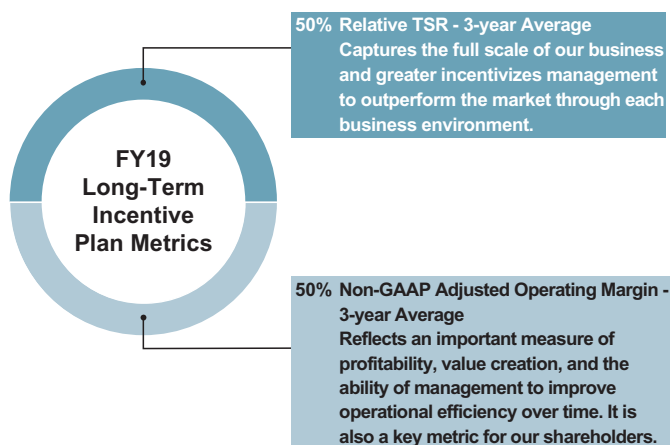 50% Relative TSR - 3-year Average
Captures the full scale of our business
and greater incentivizes management
to outperform the market through each
business environment.
FY19
Long-Term
Incentive
Plan Metrics
50% Non-GAAP Adjusted Operating Margin -
3-year Average
Reflects an important measure of
profitability, value creation, and the
ability of management to improve
operational efficiency over time. It is
also a key metric for our shareholders.